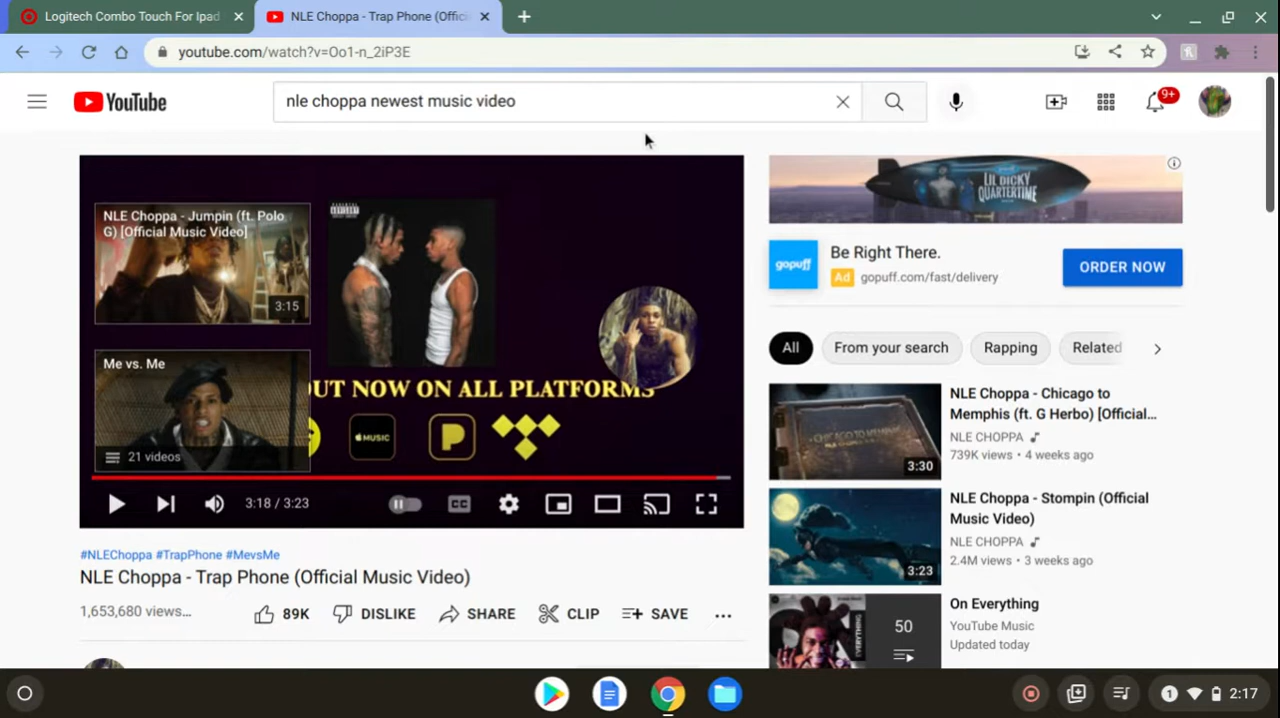 Logitech Combo Touch For Ipad
NLE Choppa - Trap Phone (Offici
youtube.com/watch?v=Oo1-n_2iP3E
YouTube
nle choppa newest music video
9+
NLE Choppa - Jumpin (ft. Polo
G) [Official Music Video]
3:15
Me vs. Me
21 videos
OUT NOW ON ALL PLATFORMS
MUSIC
3:18 / 3:23
CC
#NLEChoppa #TrapPhone #MevsMe
NLE Choppa - Trap Phone (Official Music Video)
1,653,680 views...
89K
DISLIKE
SHARE
CLIP
SAVE
LIL DICKY
QUARTERTIME
gopuff
Be Right There.
Ad gopuff.com/fast/delivery
ORDER NOW
All
From your search
Rapping
Related
CHICAGO TO MEMPHIS
3:30
NLE Choppa - Chicago to
Memphis (ft. G Herbo) [Official...
NLE CHOPPA
739K views • 4 weeks ago
3:23
NLE Choppa - Stompin (Official
Music Video)
NLE CHOPPA
2.4M views • 3 weeks ago
EVERYTHING
50
On Everything
YouTube Music
Updated today
1
2:17